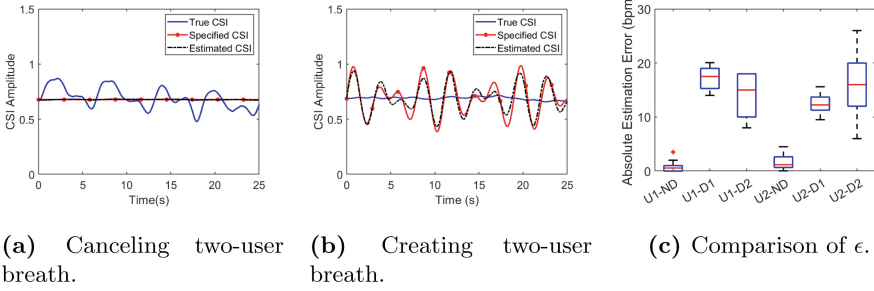 1.5
1
0.5
0
CSI Amplitude
0 5 10 15 20 25
Time(s)
True CSI
Specified CSI
Estimated CSI
(a) Canceling two-user
breath.
1.5
1
0.5
0
CSI Amplitude
0 5 10 15 20 25
Time (s)
True CSI
Specified CSI
Estimated CSI
(b) Creating two-user
breath.
30
20
10
0
Absolute Estimation Error (bpm
U1-ND
U1-D1
U1-D2
U2-ND
U2-D1
U2-D2
(c) Comparison of ϵ.